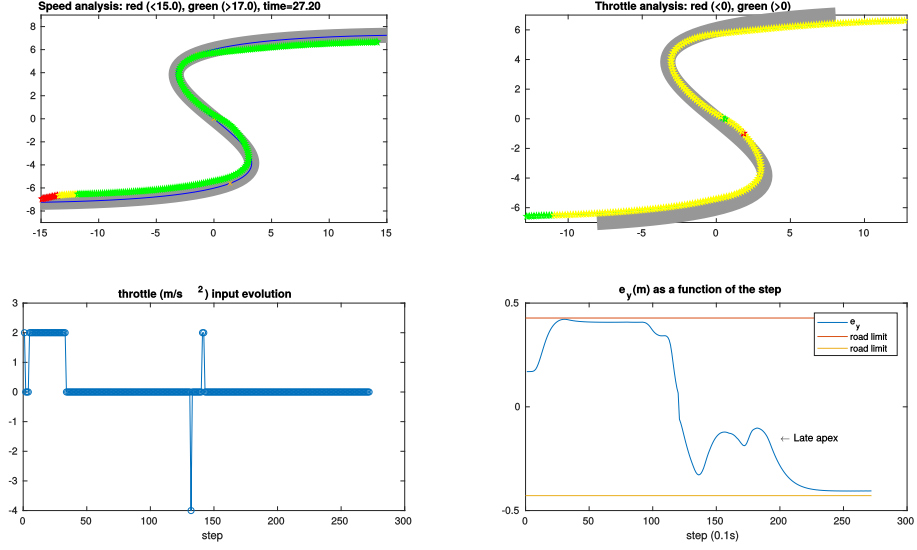 Speed analysis: red (<15.0), green (>17.0), time=27.20
8
6
4
2
0
-2
-4
-6
-8
-15 -10 -5 0 5 10 15
Throttle analysis: red (<0), green (>0)
6
4
2
0
-2
-4
-6
-10 -5 0 5 10
throttle (m/s 2) input evolution
3
2
1
0
-1
-2
-3
-4
0 50 100 150 200 250 300
step
ey(m) as a function of the step
0.5
0
-0.5
ey
road limit
road limit
← Late apex
0 50 100 150 200 250 300
step (0.1s)